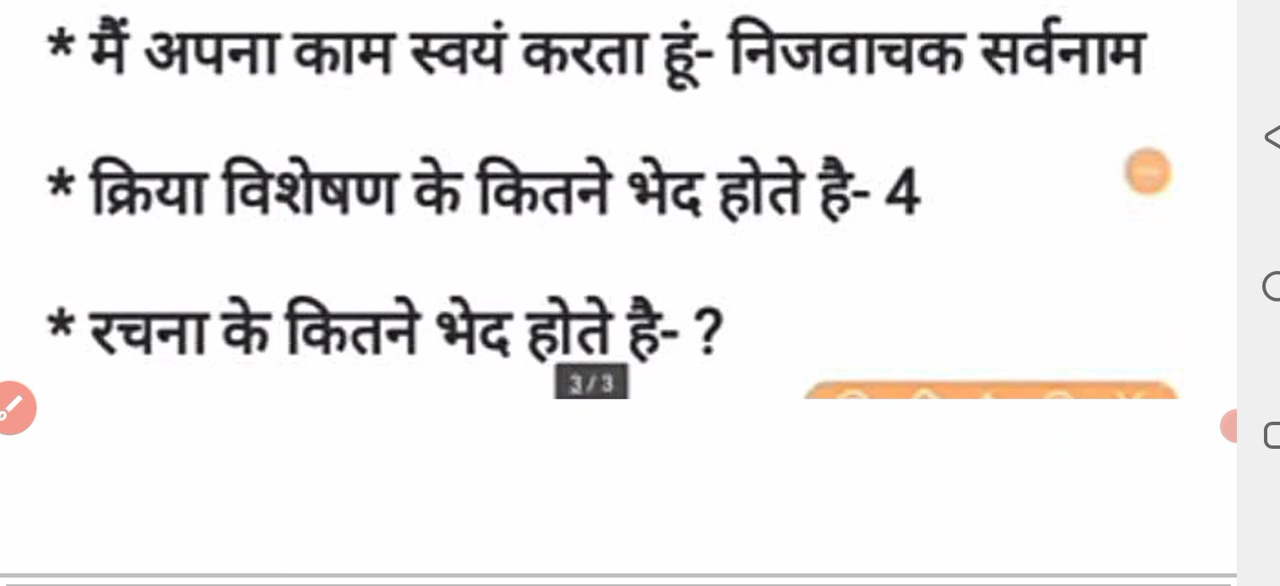 * मैं अपना काम स्वयं करता हूं- निजवाचक सर्वनाम
* क्रिया विशेषण के कितने भेद होते है- 4
* रचना के कितने भेद होते है- ?
3 / 3